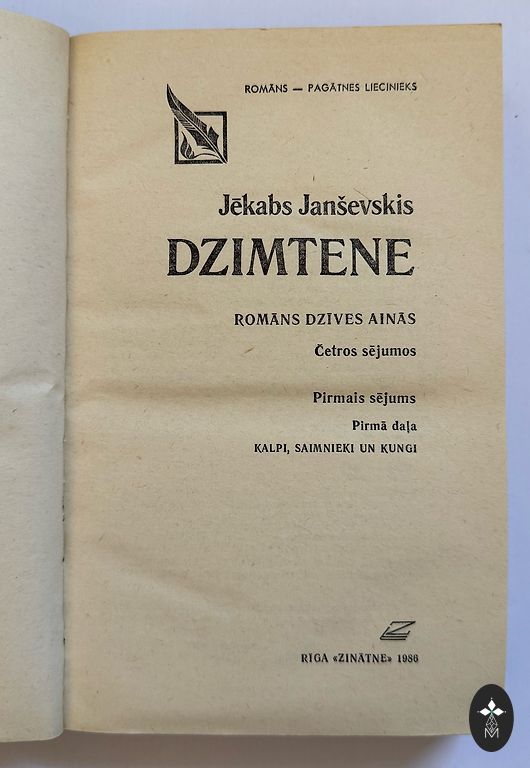 ROMĀNS — PAGĀTNES LIECINIEKS
Jēkabs Janševskis
DZIMTENE
ROMĀNS DZĪVES AINĀS
Četros sējumos
Pirmais sējums
Pirmā daļa
KALPI, SAIMNIEKI UN KUNGI
Z
RĪGA «ZINĀTNE» 1986
M